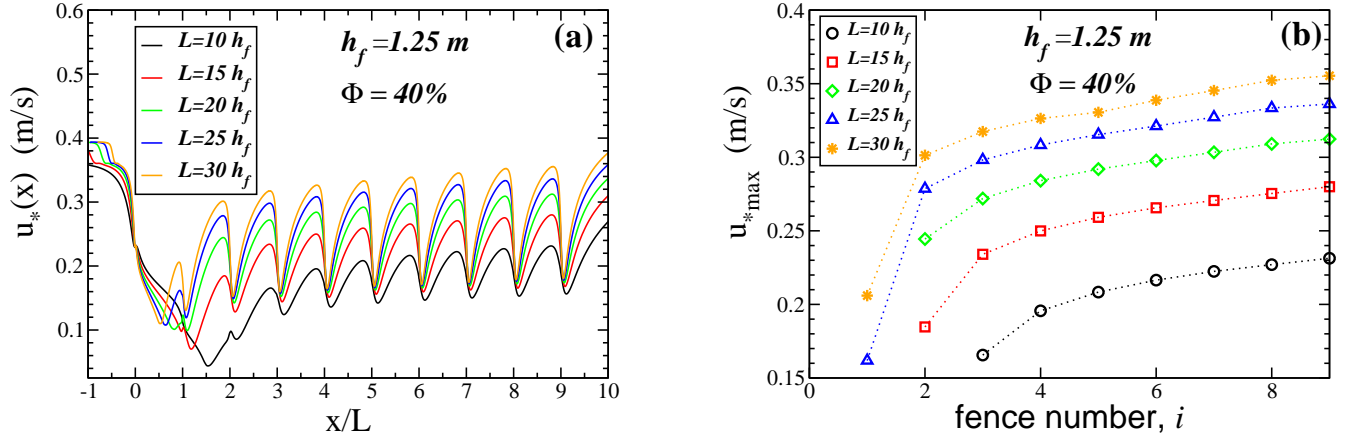 (a)
h_f=1.25 m
Φ = 40%
L=10 h_f
L=15 h_f
L=20 h_f
L=25 h_f
L=30 h_f
u_*(x) (m/s)
0.6
0.5
0.4
0.3
0.2
0.1
-1 0 1 2 3 4 5 6 7 8 9 10
x/L
(b)
h_f=1.25 m
Φ = 40%
L=10 h_f
L=15 h_f
L=20 h_f
L=25 h_f
L=30 h_f
u_*max (m/s)
0.4
0.35
0.3
0.25
0.2
0.15
0 2 4 6 8
fence number, i